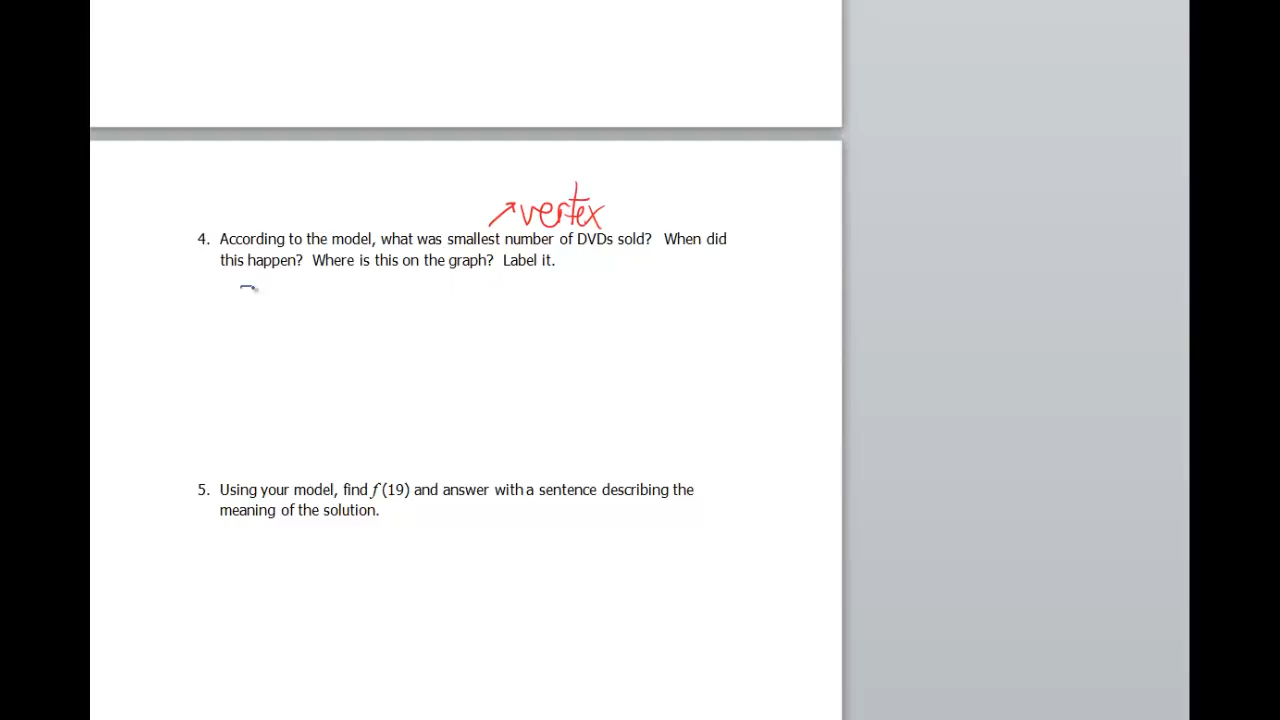 vertex
4. According to the model, what was smallest number of DVDs sold? When did
this happen? Where is this on the graph? Label it.
5. Using your model, find f(19) and answer with a sentence describing the
meaning of the solution.